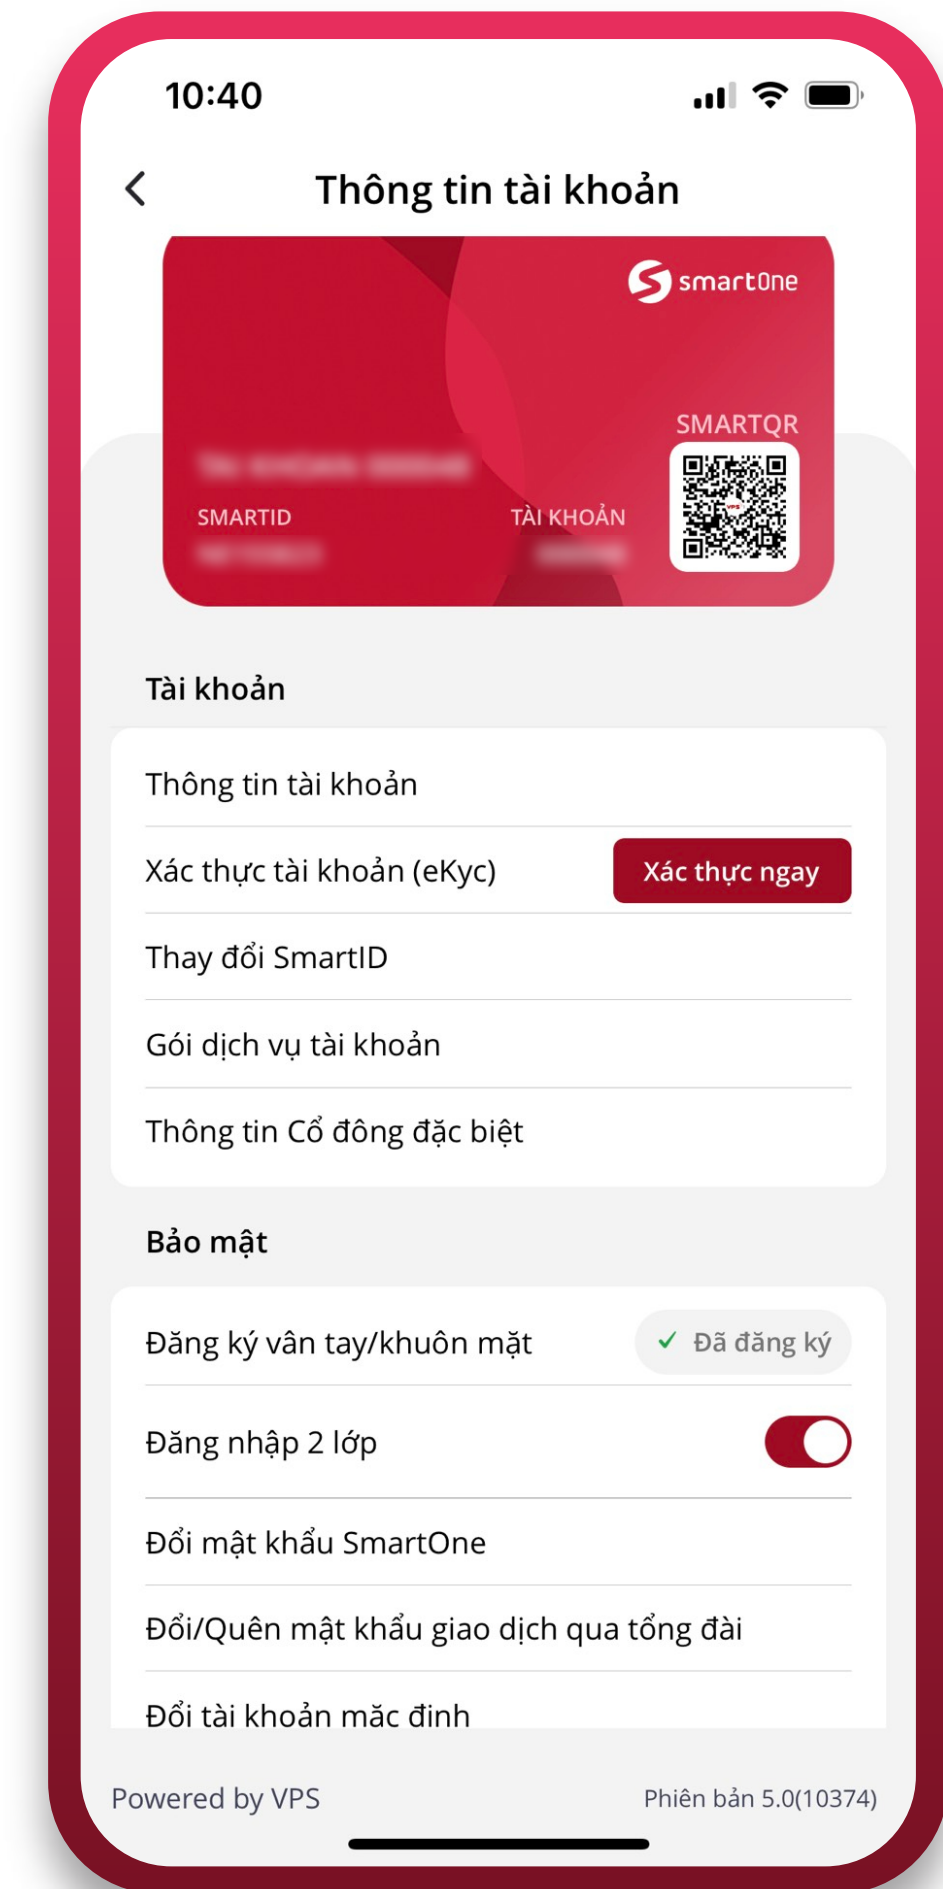 10:40
Thông tin tài khoản
smartOne
SMARTQR
VPS
SMARTID
TÀI KHOẢN
Tài khoản
Thông tin tài khoản
Xác thực tài khoản (eKyc)
Xác thực ngay
Thay đổi SmartID
Gói dịch vụ tài khoản
Thông tin Cổ đông đặc biệt
Bảo mật
Đăng ký vân tay/khuôn mặt
Đã đăng ký
Đăng nhập 2 lớp
Đổi mật khẩu SmartOne
Đổi/Quên mật khẩu giao dịch qua tổng đài
Đổi tài khoản mặc định
Powered by VPS
Phiên bản 5.0(10374)